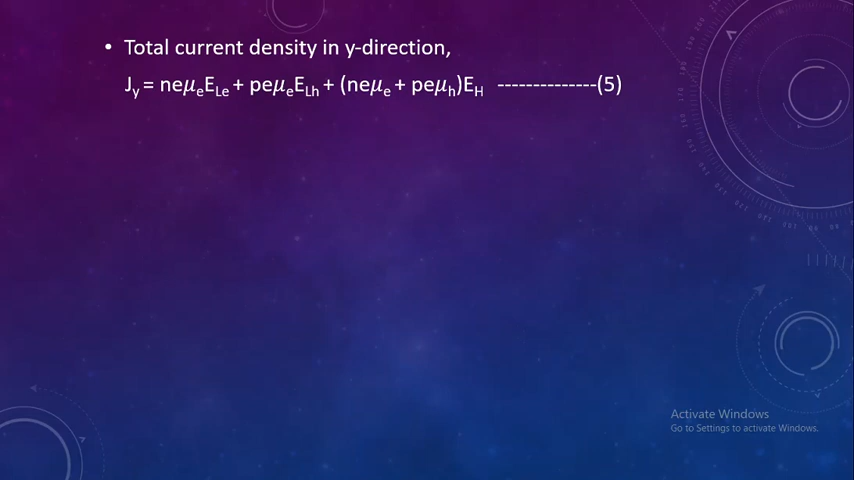 • Total current density in y-direction,
Jy = neμeELe + peμeELh + (neμe + peμh)EH --------------(5)
Activate Windows
Go to Settings to activate Windows.